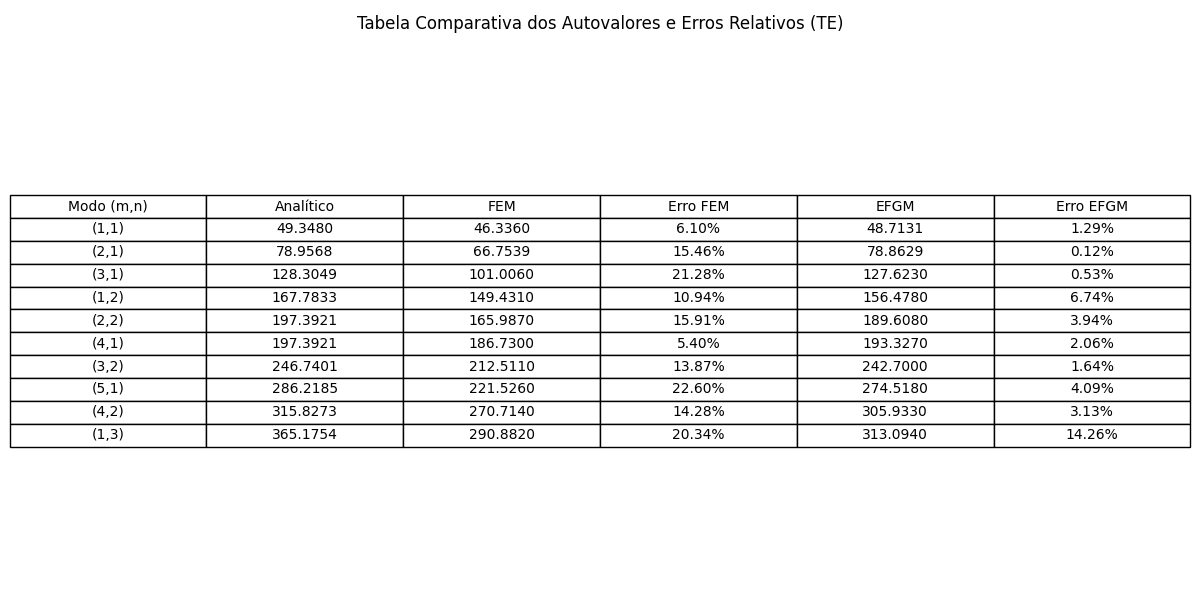 Tabela Comparativa dos Autovalores e Erros Relativos (TE)
Modo (m,n) Analítico FEM Erro FEM EFGM Erro EFGM
(1,1) 49.3480 46.3360 6.10% 48.7131 1.29%
(2,1) 78.9568 66.7539 15.46% 78.8629 0.12%
(3,1) 128.3049 101.0060 21.28% 127.6230 0.53%
(1,2) 167.7833 149.4310 10.94% 156.4780 6.74%
(2,2) 197.3921 165.9870 15.91% 189.6080 3.94%
(4,1) 197.3921 186.7300 5.40% 193.3270 2.06%
(3,2) 246.7401 212.5110 13.87% 242.7000 1.64%
(5,1) 286.2185 221.5260 22.60% 274.5180 4.09%
(4,2) 315.8273 270.7140 14.28% 305.9330 3.13%
(1,3) 365.1754 290.8820 20.34% 313.0940 14.26%